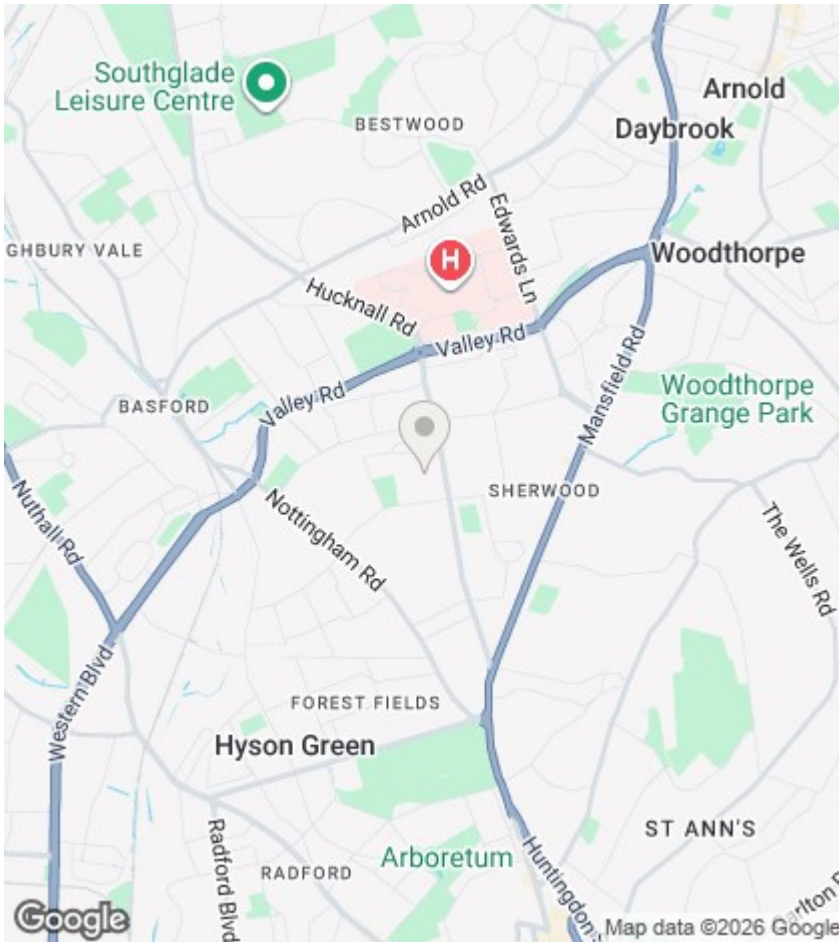 Southglade
Leisure Centre
BESTWOOD
Arnold
Daybrook
Arnold Rd
Edwards Ln
GHBURY VALE
H
Woodthorpe
Hucknall Rd
Valley Rd
Valley Rd
Mansfield Rd
Woodthorpe
Grange Park
BASFORD
SHERWOOD
Nuthall Rd
Nottingham Rd
The Wells Rd
Western Blvd
FOREST FIELDS
Hyson Green
ST ANN'S
Radford Blvd
RADFORD
Arboretum
Huntingdon
Carlton
Google
Map data ©2026 Google